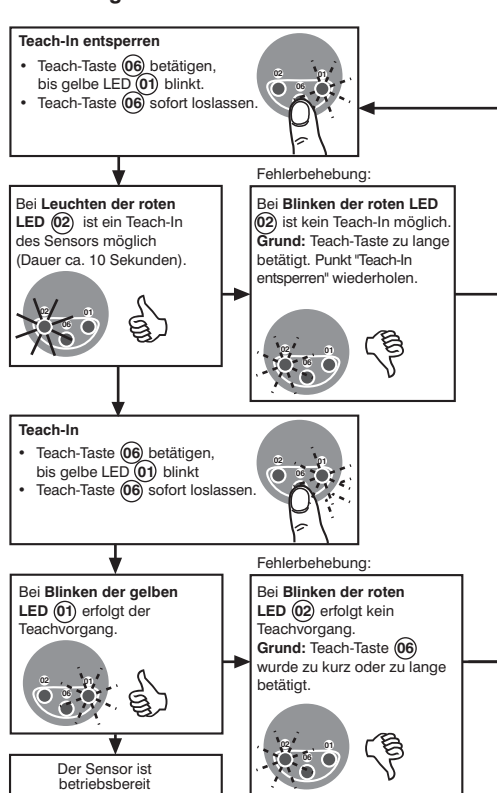 Teach-In entsperren
• Teach-Taste 06 betätigen,
bis gelbe LED 01 blinkt.
• Teach-Taste 06 sofort loslassen.
02
01
06
Fehlerbehebung:
Bei Leuchten der roten
LED 02 ist ein Teach-In
des Sensors möglich
(Dauer ca. 10 Sekunden).
02
01
06
Bei Blinken der roten LED
02 ist kein Teach-In möglich.
Grund: Teach-Taste zu lange
betätigt. Punkt "Teach-In
entsperren" wiederholen.
02
01
06
Teach-In
• Teach-Taste 06 betätigen,
bis gelbe LED 01 blinkt
• Teach-Taste 06 sofort loslassen.
02
01
06
Fehlerbehebung:
Bei Blinken der gelben
LED 01 erfolgt der
Teachvorgang.
02
01
06
Bei Blinken der roten
LED 02 erfolgt kein
Teachvorgang.
Grund: Teach-Taste 06
wurde zu kurz oder zu lange
betätigt.
02
01
06
Der Sensor ist
betriebsbereit